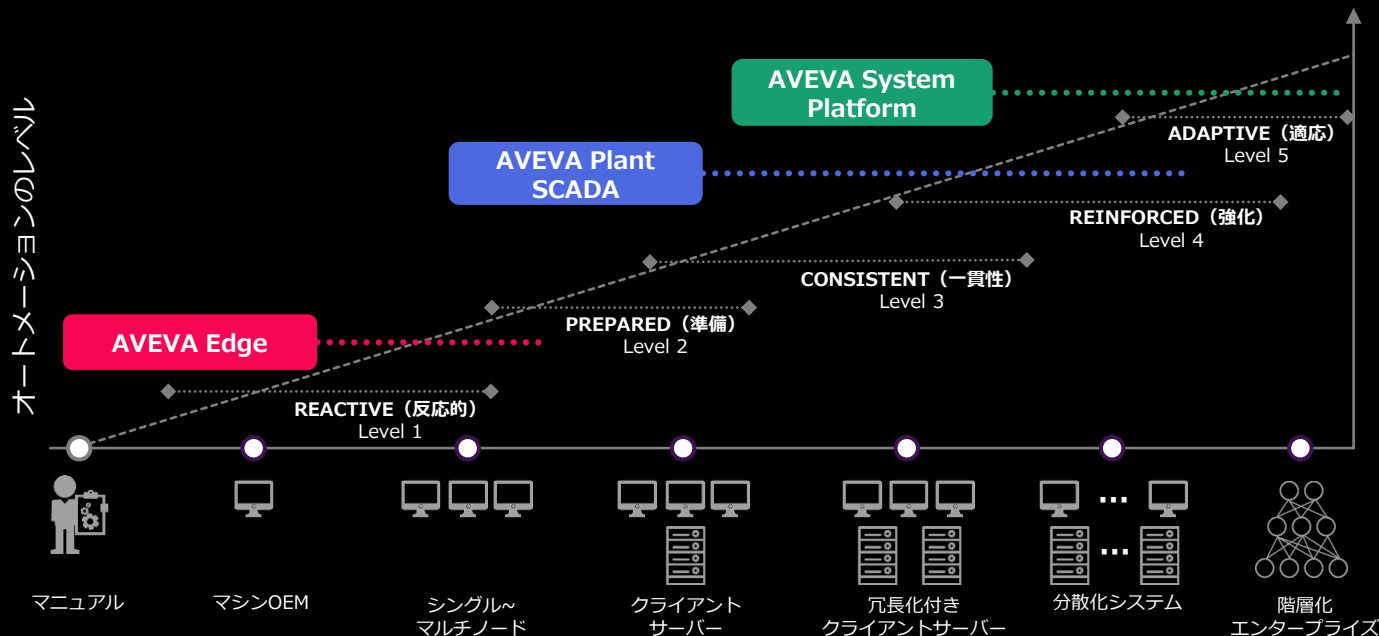 オートメーションのレベル
AVEVA System
Platform
ADAPTIVE（適応）
Level 5
AVEVA Plant
SCADA
REINFORCED（強化）
Level 4
CONSISTENT（一貫性）
Level 3
PREPARED（準備）
Level 2
AVEVA Edge
REACTIVE（反応的）
Level 1
マニュアル
マシンOEM
シングル~
マルチノード
クライアント
サーバー
冗長化付き
クライアントサーバー
分散化システム
階層化
エンタープライズ